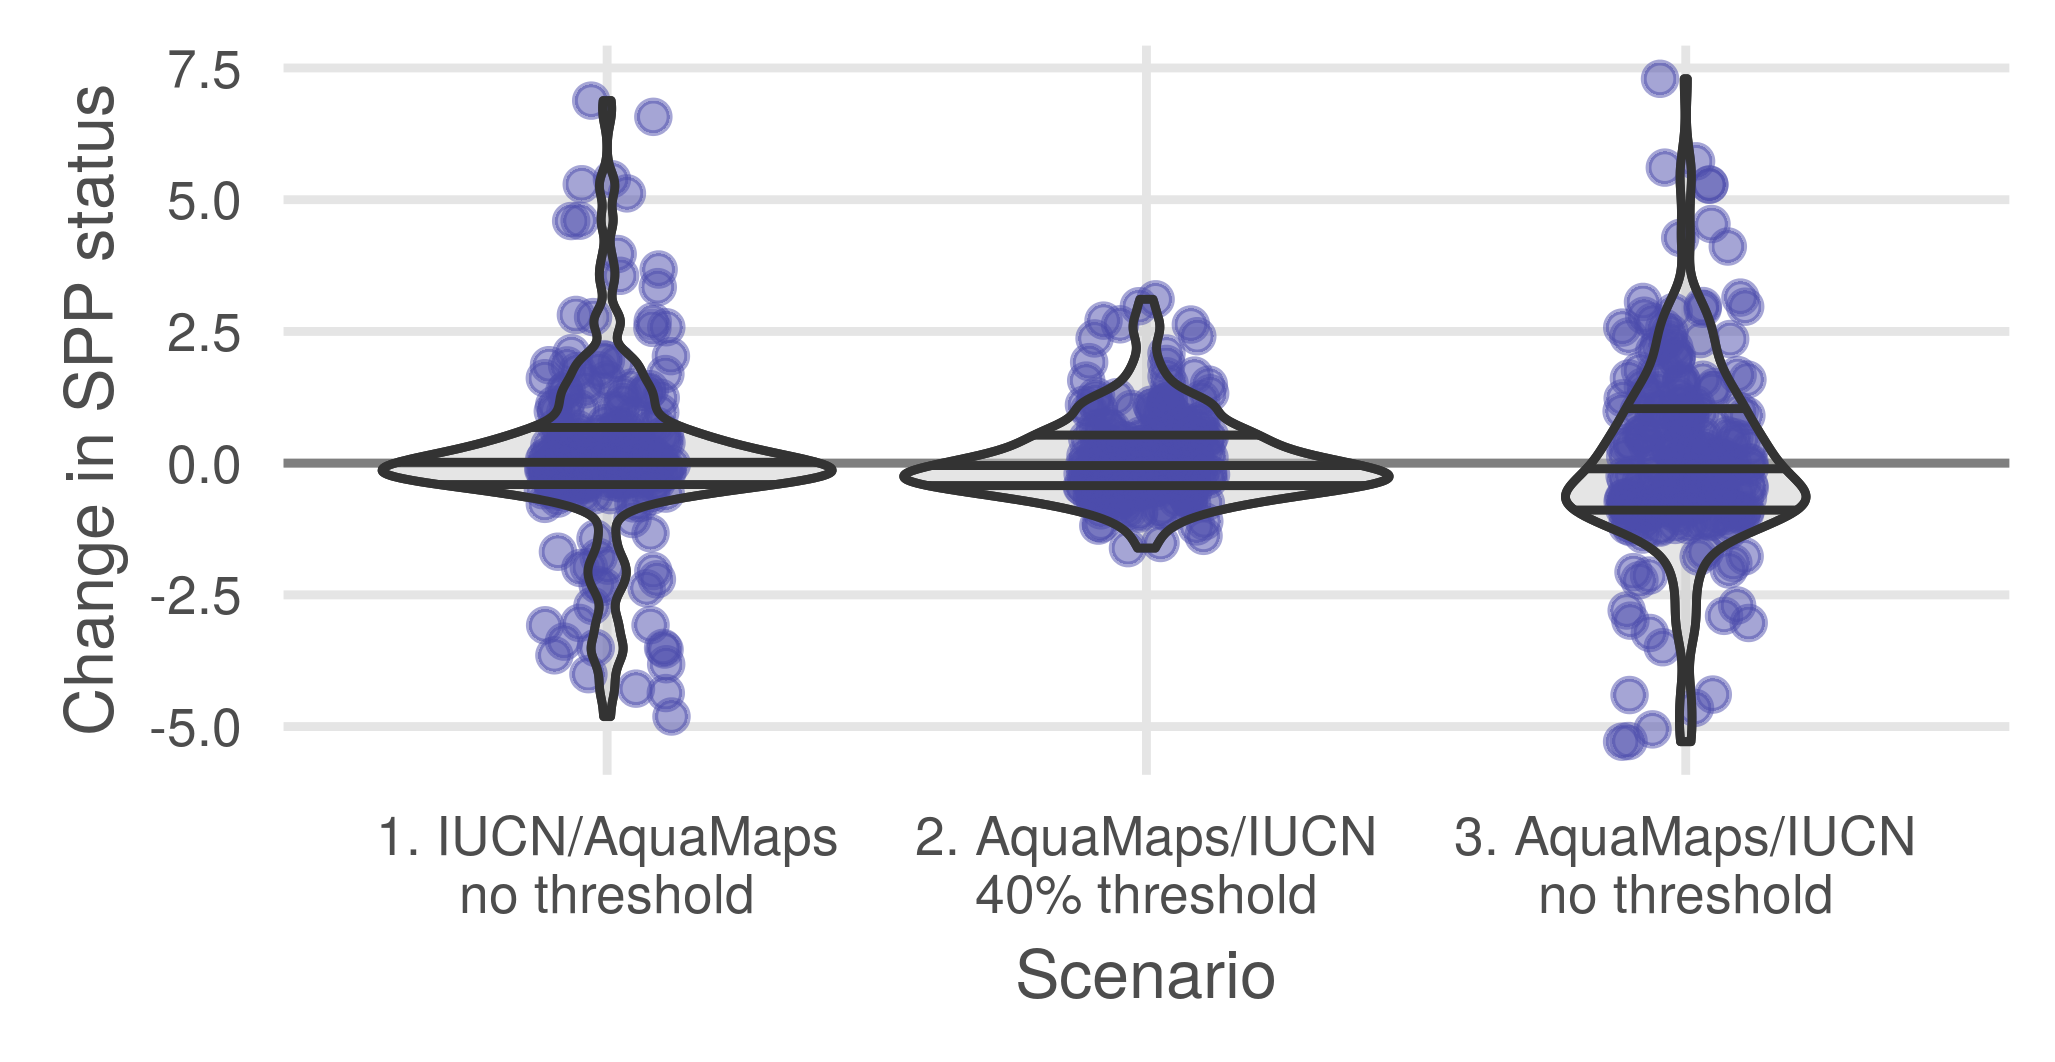 Change in SPP status
7.5
5.0
2.5
0.0
-2.5
-5.0
1. IUCN/AquaMaps
no threshold
2. AquaMaps/IUCN
40% threshold
3. AquaMaps/IUCN
no threshold
Scenario